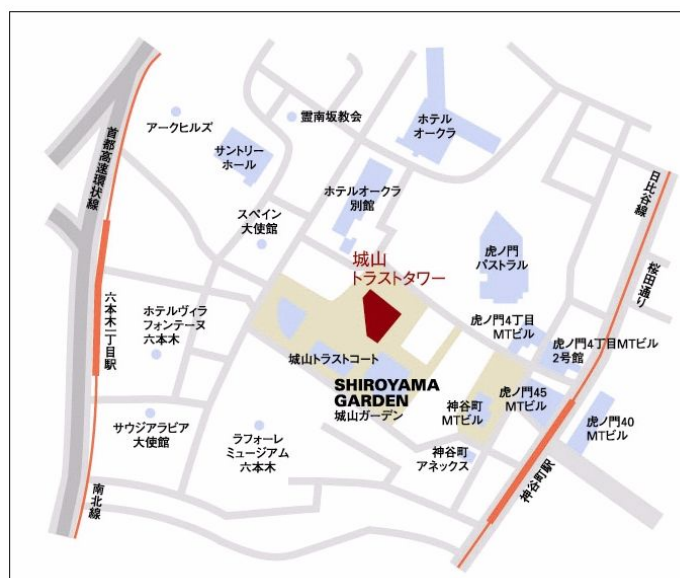 首都高速環状線
アークヒルズ
霊南坂教会
サントリー
ホール
ホテル
オークラ
ホテルオークラ
別館
スペイン
大使館
日比谷線
桜田通り
城山
トラストタワー
虎ノ門
パストラル
六本木一丁目駅
ホテルヴィラ
フォンテーヌ
六本木
城山トラストコート
虎ノ門4丁目
MTビル
虎ノ門4丁目MTビル
2号館
SHIROYAMA
GARDEN
城山ガーデン
神谷町
MTビル
虎ノ門45
MTビル
虎ノ門40
MTビル
サウジアラビア
大使館
ラフォーレ
ミュージアム
六本木
神谷町
アネックス
神谷町駅
南北線